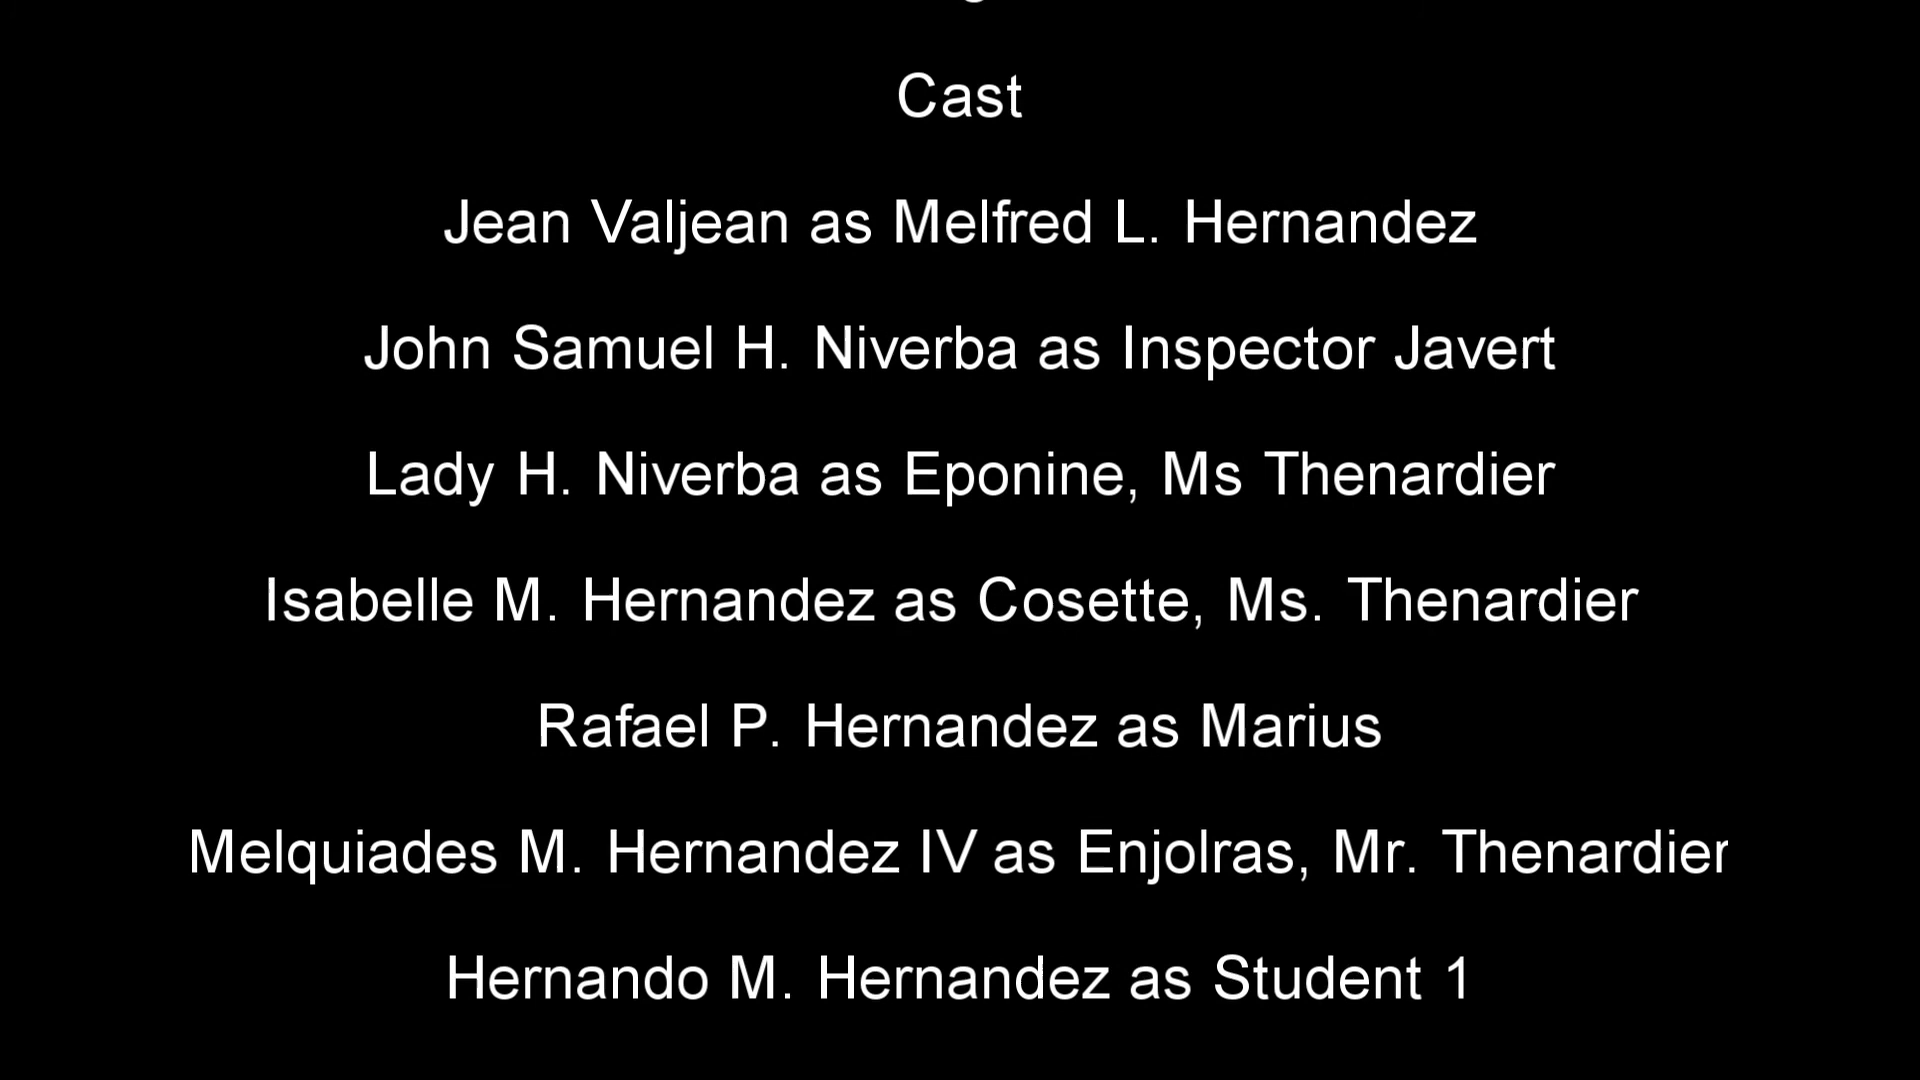 Cast
Jean Valjean as Melfred L. Hernandez
John Samuel H. Niverba as Inspector Javert
Lady H. Niverba as Eponine, Ms Thenardier
Isabelle M. Hernandez as Cosette, Ms. Thenardier
Rafael P. Hernandez as Marius
Melquiades M. Hernandez IV as Enjolras, Mr. Thenardier
Hernando M. Hernandez as Student 1